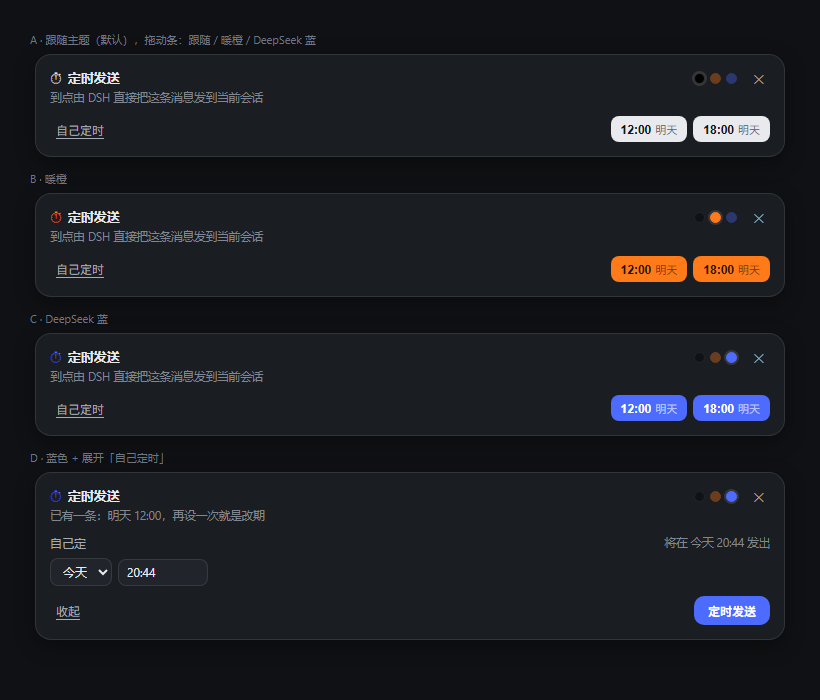 A · 跟随主题（默认），拖动条：跟随 / 暖橙 / DeepSeek 蓝
定时发送
到点由 DSH 直接把这条消息发到当前会话
自己定时
12:00 明天
18:00 明天
B · 暖橙
定时发送
到点由 DSH 直接把这条消息发到当前会话
自己定时
12:00 明天
18:00 明天
C · DeepSeek 蓝
定时发送
到点由 DSH 直接把这条消息发到当前会话
自己定时
12:00 明天
18:00 明天
D · 蓝色 + 展开「自己定时」
定时发送
已有一条：明天 12:00，再设一次就是改期
自己定
将在 今天 20:44 发出
今天
20:44
收起
定时发送